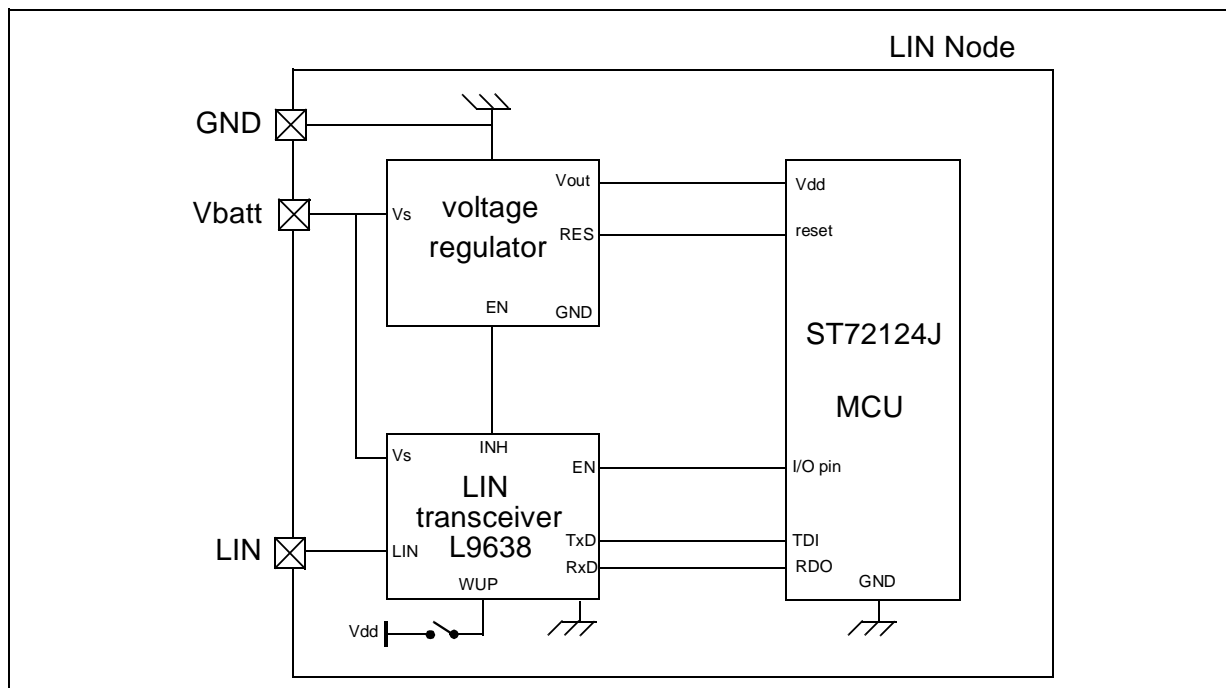 LIN Node
GND
Vbatt
LIN
Vout
Vs
voltage
regulator
RES
EN
GND
Vdd
reset
ST72124J
MCU
I/O pin
TDI
RDO
GND
INH
Vs
EN
LIN
transceiver
L9638
LIN
TxD
RxD
WUP
Vdd